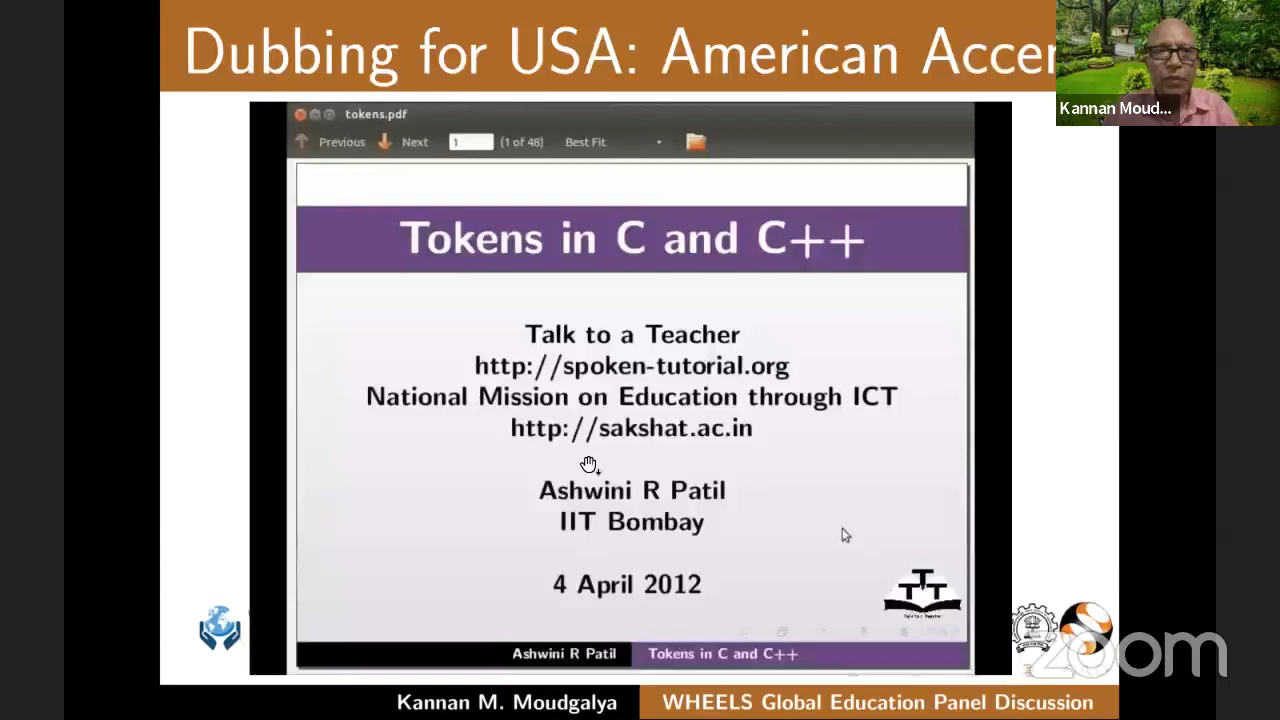 Dubbing for USA: American Accen
Kannan Moud...
tokens.pdf
Previous Next 1 (1 of 48) Best Fit
Tokens in C and C++
Talk to a Teacher
http://spoken-tutorial.org
National Mission on Education through ICT
http://sakshat.ac.in
Ashwini R Patil
IIT Bombay
4 April 2012
TTT
Ashwini R Patil Tokens in C and C++
zoom
Kannan M. Moudgalya WHEELS Global Education Panel Discussion